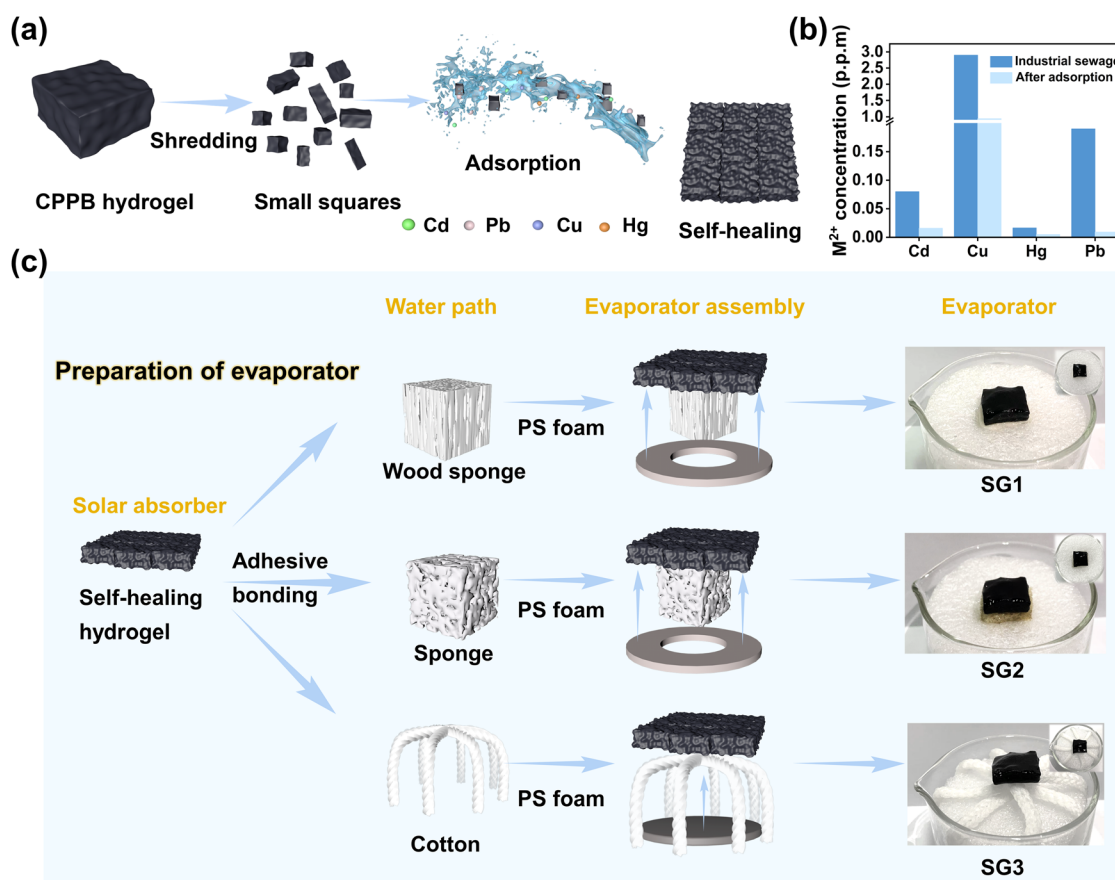 (a)
Shredding
CPPB hydrogel
Small squares
Adsorption
Cd Pb Cu Hg
Self-healing
(b)
M²⁺ concentration (p.p.m)
3.0
2.5
2.0
1.5
1.0
0.15
0.10
0.05
0.00
Industrial sewage
After adsorption
Cd Cu Hg Pb
(c)
Water path
Evaporator assembly
Evaporator
Preparation of evaporator
Solar absorber
Self-healing
hydrogel
Adhesive
bonding
Wood sponge
PS foam
SG1
Sponge
PS foam
SG2
Cotton
PS foam
SG3